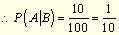 ∴ P(A|B) = 10/100 = 1/10